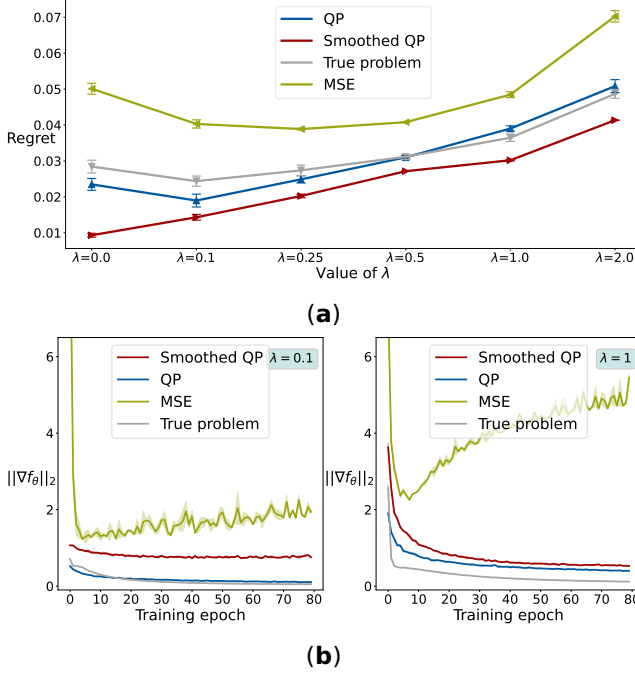 0.07
0.06
0.05
0.04
0.03
0.02
0.01
Regret
QP
Smoothed QP
True problem
MSE
λ=0.0 λ=0.1 λ=0.25 λ=0.5 λ=1.0 λ=2.0
Value of λ
(a)
6
4
2
0
||∇f_θ||_2
Smoothed QP
QP
MSE
True problem
λ = 0.1
0 10 20 30 40 50 60 70 80
Training epoch
6
4
2
0
||∇f_θ||_2
Smoothed QP
QP
MSE
True problem
λ = 1
0 10 20 30 40 50 60 70 80
Training epoch
(b)